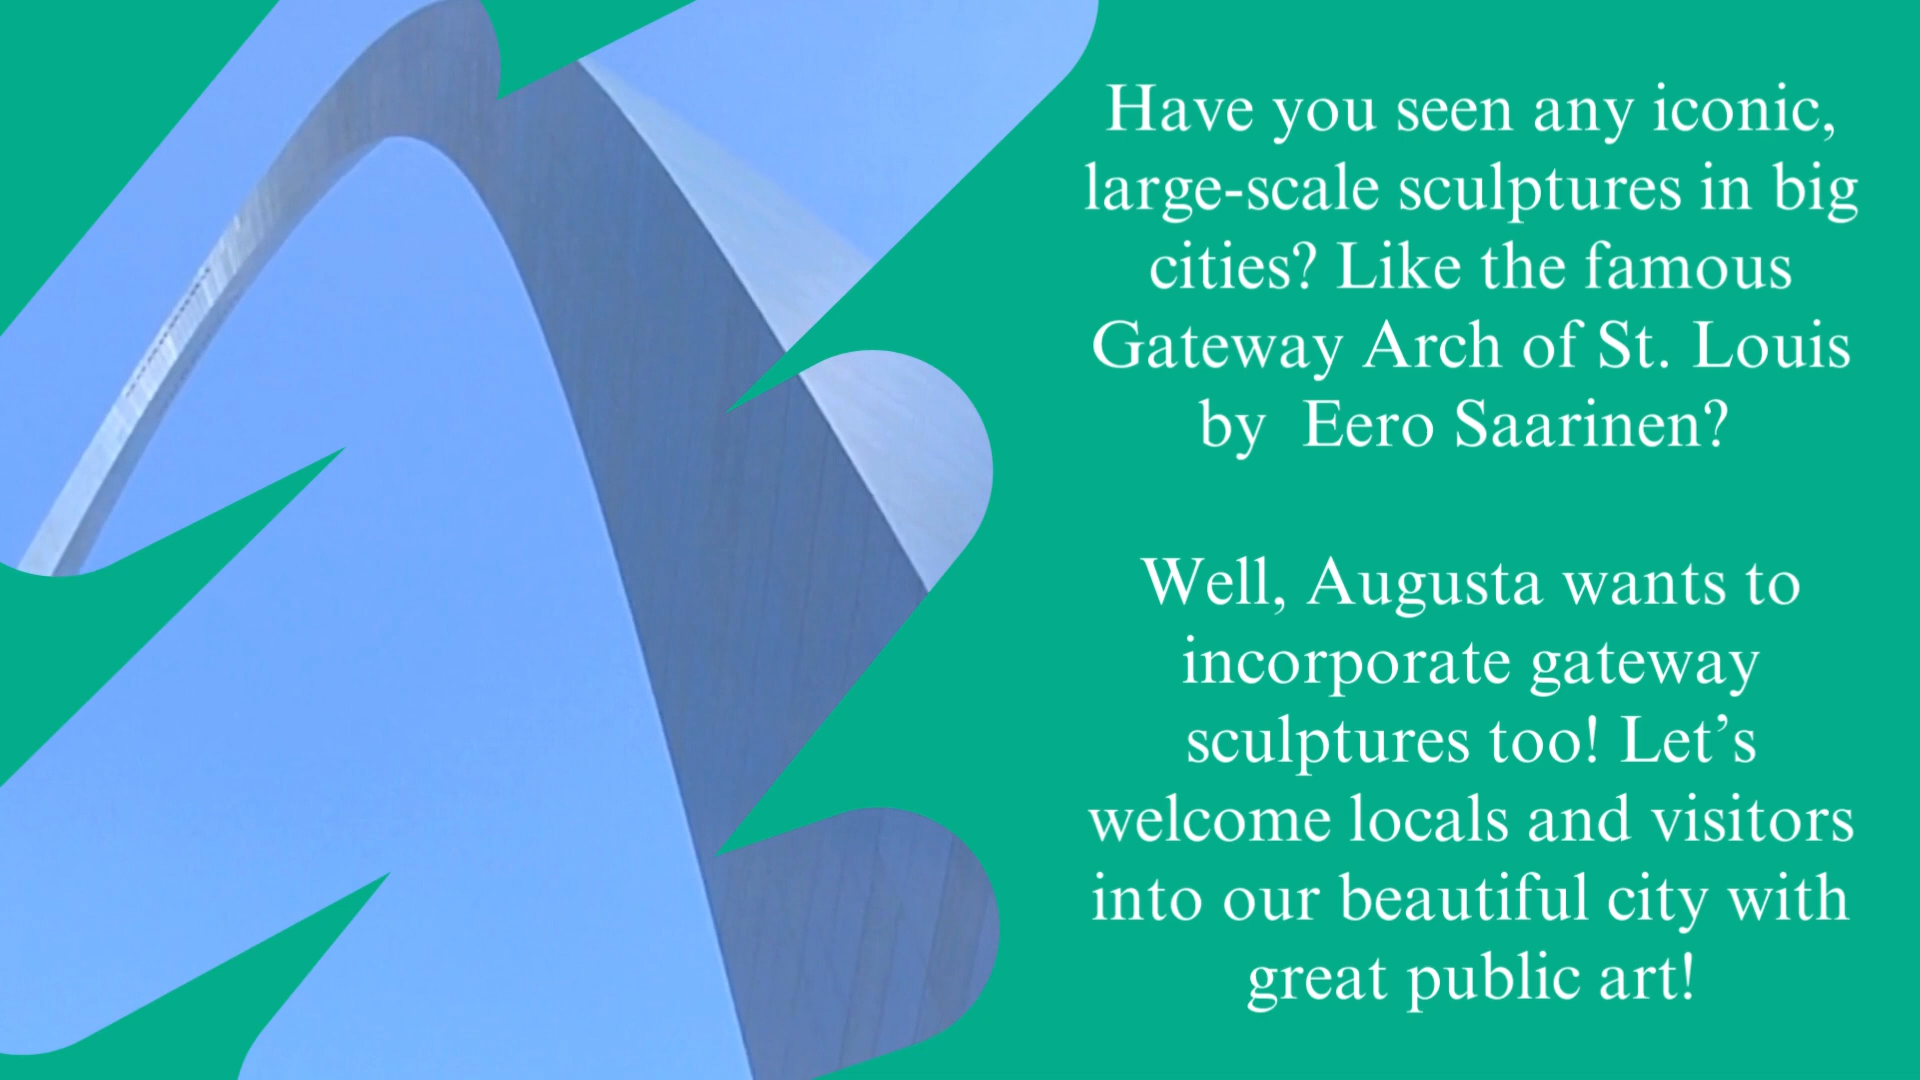 Have you seen any iconic,
large-scale sculptures in big
cities? Like the famous
Gateway Arch of St. Louis
by  Eero Saarinen?
Well, Augusta wants to
incorporate gateway
sculptures too! Let’s
welcome locals and visitors
into our beautiful city with
great public art!